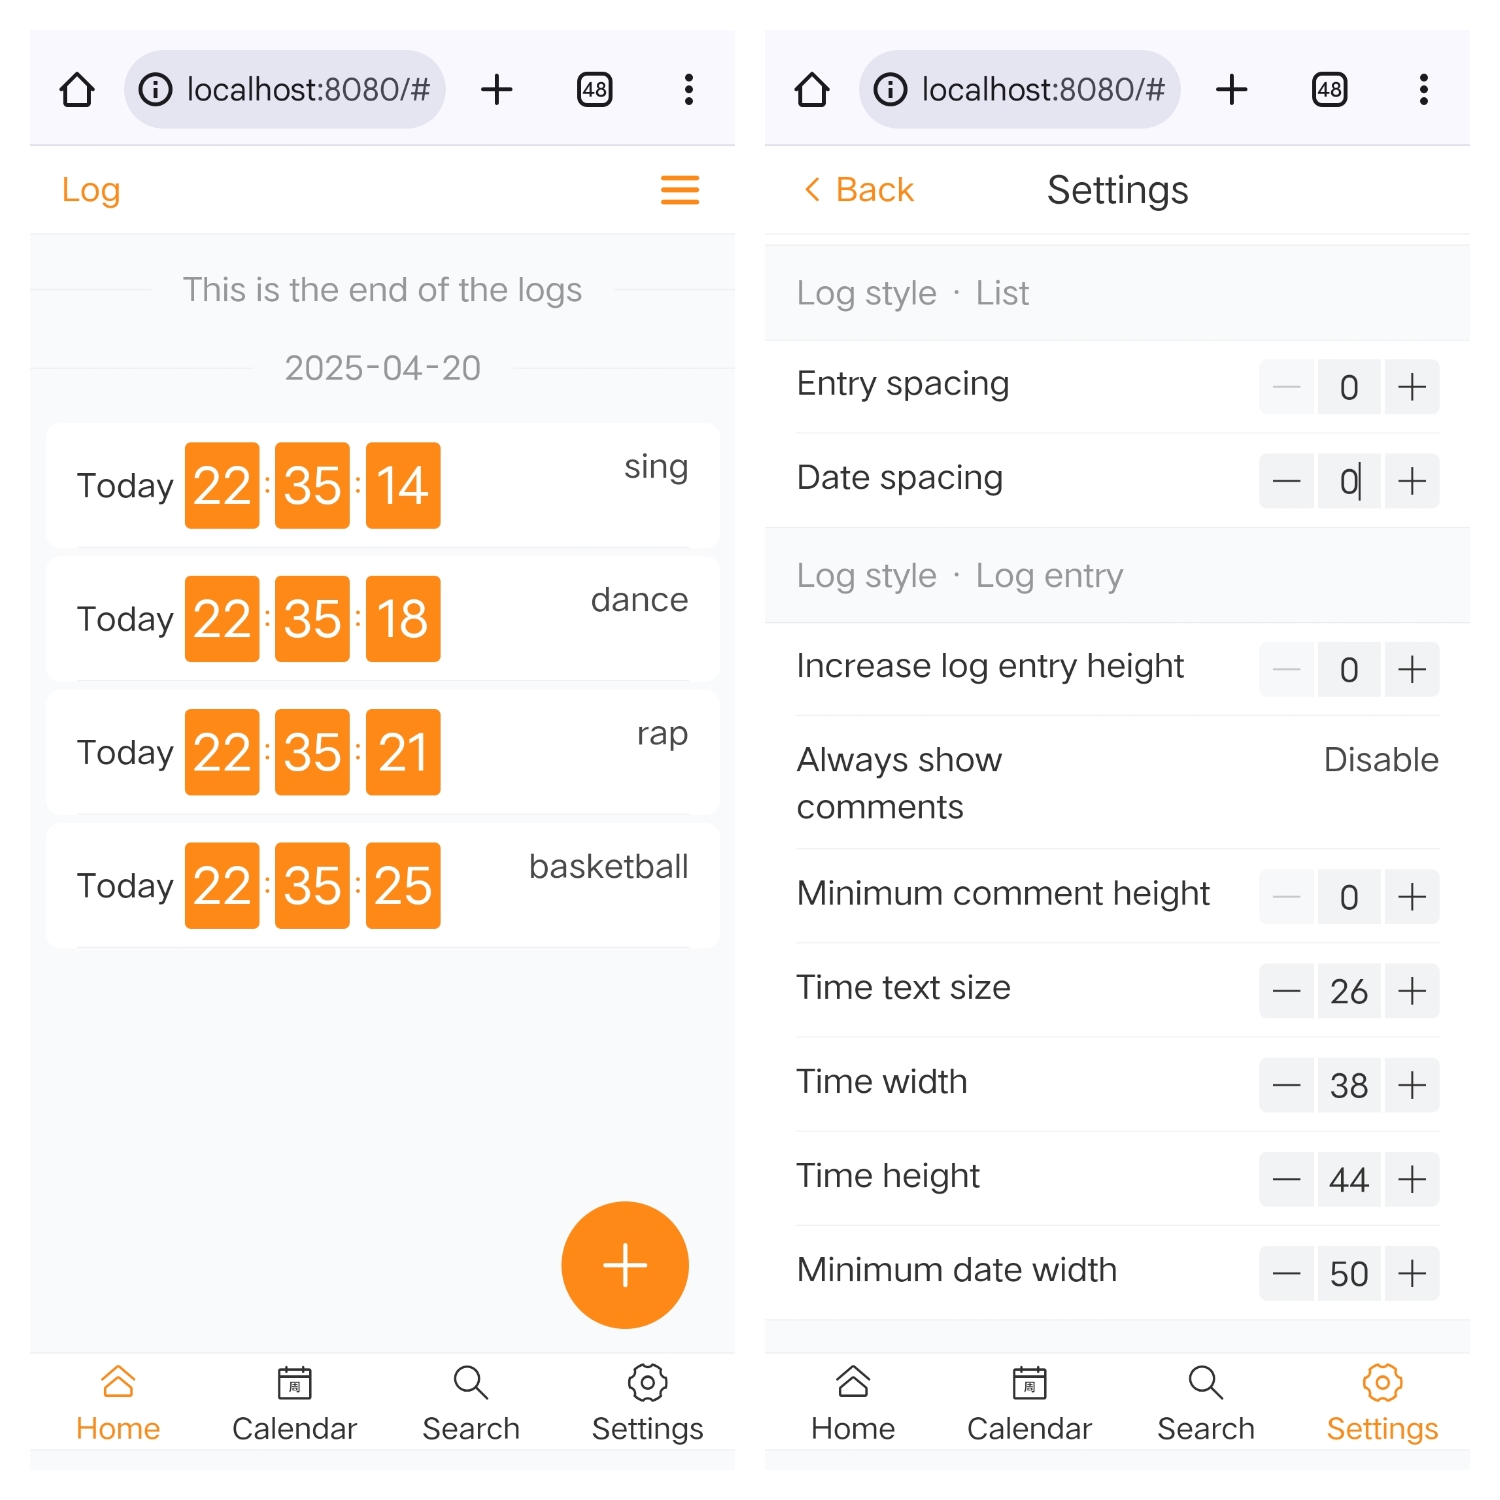 localhost:8080/#
48
Log
This is the end of the logs
2025-04-20
Today 22:35:14 sing
Today 22:35:18 dance
Today 22:35:21 rap
Today 22:35:25 basketball
周
Home Calendar Search Settings
localhost:8080/#
48
Back Settings
Log style · List
Entry spacing 0
Date spacing 0
Log style · Log entry
Increase log entry height 0
Always show Disable
comments
Minimum comment height 0
Time text size 26
Time width 38
Time height 44
Minimum date width 50
周
Home Calendar Search Settings